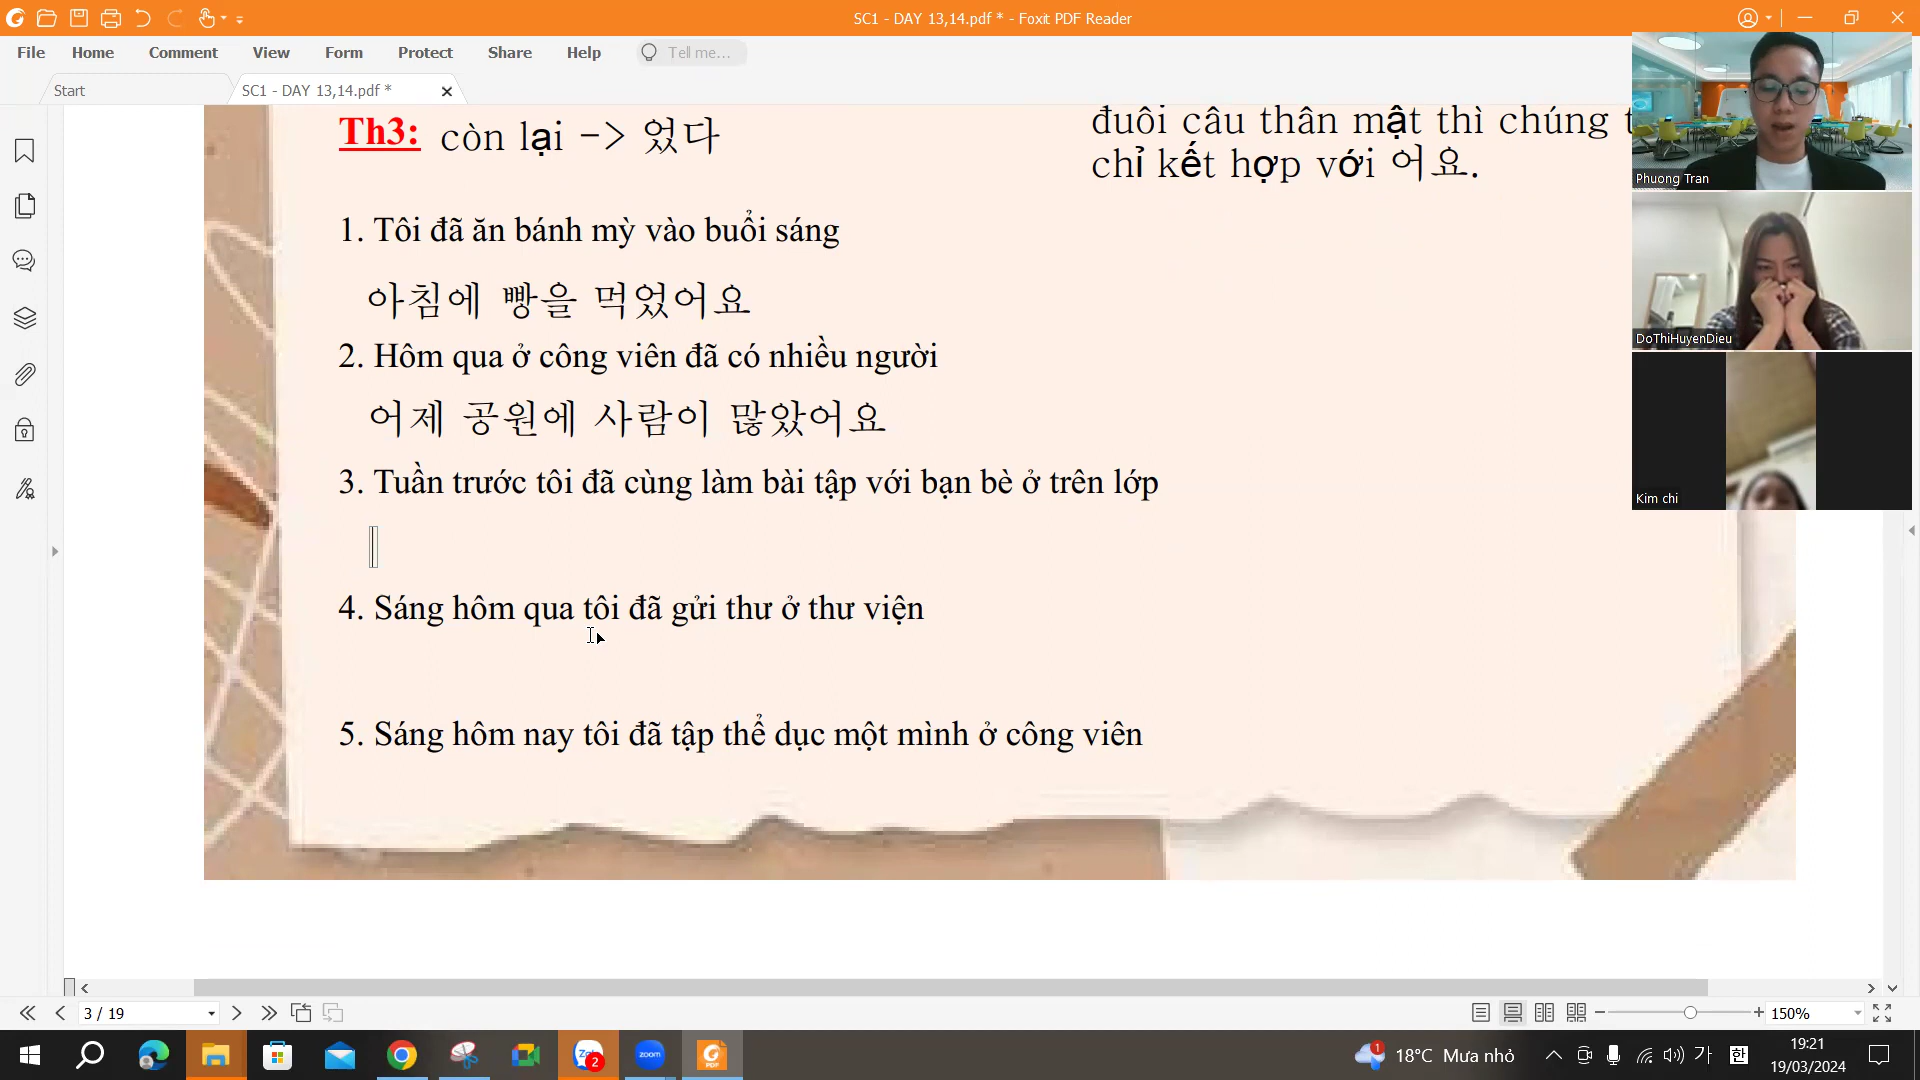 SC1 - DAY 13,14.pdf * - Foxit PDF Reader
File Home Comment View Form Protect Share Help Tell me...
Start SC1 - DAY 13,14.pdf *
Th3: còn lại -> 었다
đuôi câu thân mật thì chúng t
chỉ kết hợp với 어요.
1. Tôi đã ăn bánh mỳ vào buổi sáng
아침에 빵을 먹었어요
2. Hôm qua ở công viên đã có nhiều người
어제 공원에 사람이 많았어요
3. Tuần trước tôi đã cùng làm bài tập với bạn bè ở trên lớp
4. Sáng hôm qua tôi đã gửi thư ở thư viện
5. Sáng hôm nay tôi đã tập thể dục một mình ở công viên
Phuong Tran
DoThiHuyenDieu
Kim chi
3 / 19
150%
zoom
PDF
2
1
18°C Mưa nhỏ
가 한
19:21
19/03/2024